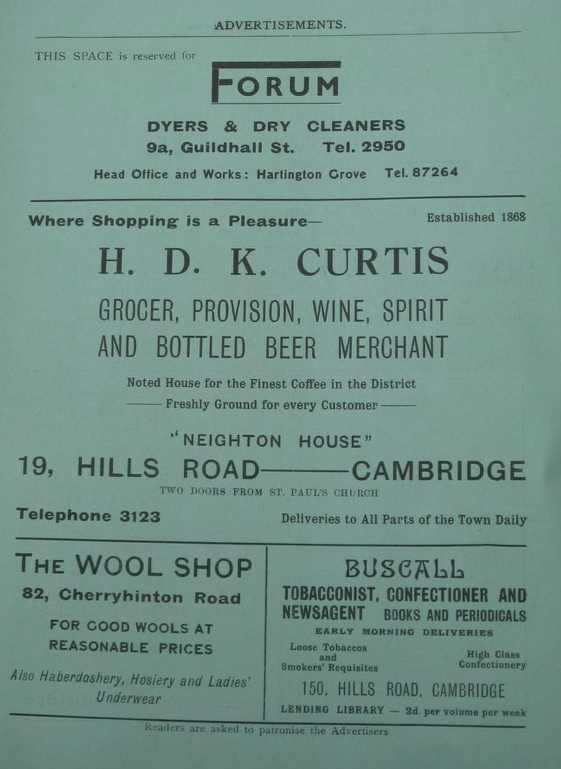 ADVERTISEMENTS.
THIS SPACE is reserved for
FORUM
DYERS & DRY CLEANERS
9a, Guildhall St. Tel. 2950
Head Office and Works: Hartington Grove Tel. 87264
Where Shopping is a Pleasure—
Established 1868
H. D. K. CURTIS
GROCER, PROVISION, WINE, SPIRIT
AND BOTTLED BEER MERCHANT
Noted House for the Finest Coffee in the District
—— Freshly Ground for every Customer ——
"NEIGHTON HOUSE"
19, HILLS ROAD——CAMBRIDGE
TWO DOORS FROM ST. PAUL'S CHURCH
Telephone 3123
Deliveries to All Parts of the Town Daily
THE WOOL SHOP
82, Cherryhinton Road
FOR GOOD WOOLS AT
REASONABLE PRICES
Also Haberdashery, Hosiery and Ladies'
Underwear
BUSCALL
TOBACCONIST, CONFECTIONER AND
NEWSAGENT BOOKS AND PERIODICALS
EARLY MORNING DELIVERIES
Loose Tobaccos
and
Smokers' Requisites
High Class
Confectionery
150, HILLS ROAD, CAMBRIDGE
LENDING LIBRARY — 2d. per volume per week
Readers are asked to patronise the Advertisers